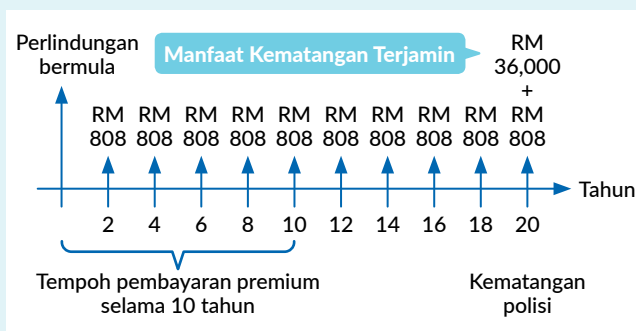 Perlindungan
bermula
Manfaat Kematangan Terjamin
RM
36,000
+
RM RM RM RM RM RM RM RM RM RM
808 808 808 808 808 808 808 808 808 808
Tahun
2 4 6 8 10 12 14 16 18 20
Tempoh pembayaran premium
selama 10 tahun
Kematangan
polisi